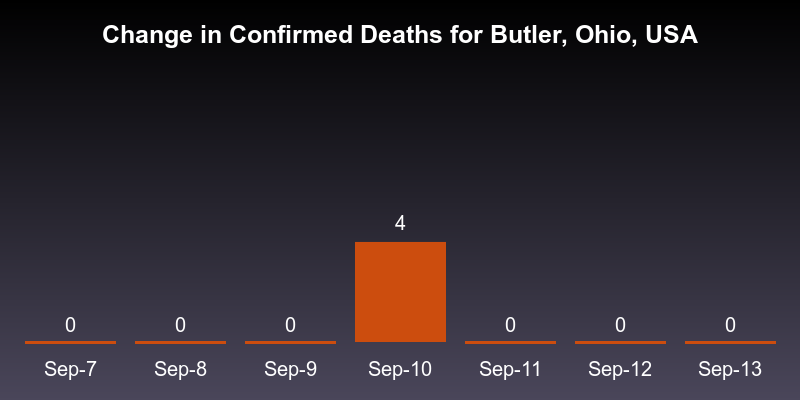 Change in Confirmed Deaths for Butler, Ohio, USA
4
0 0 0 0 0 0
Sep-7 Sep-8 Sep-9 Sep-10 Sep-11 Sep-12 Sep-13